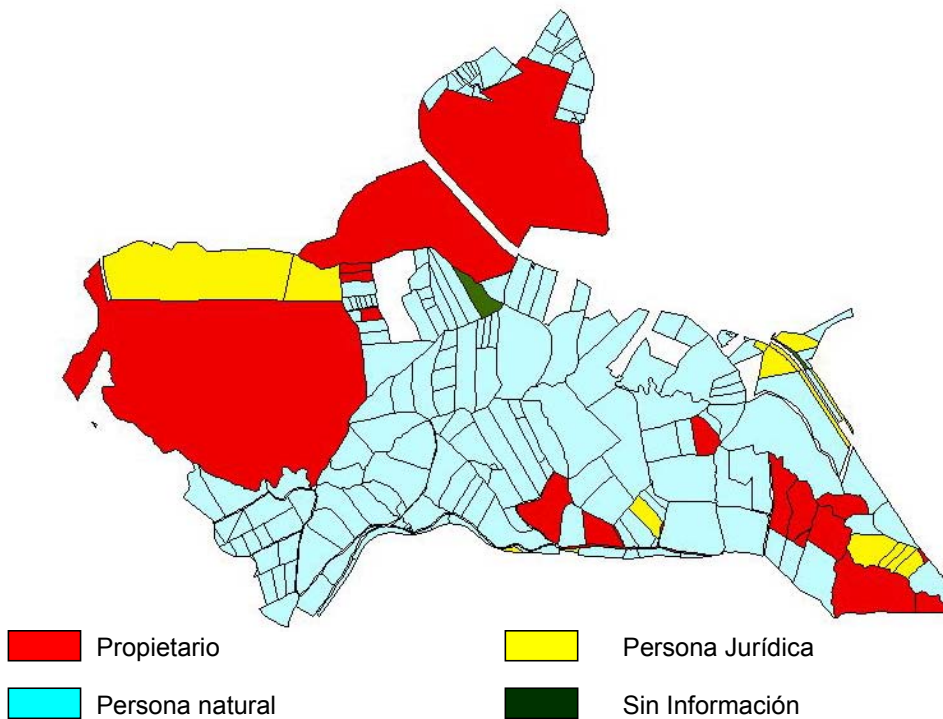 Propietario
Persona Jurídica
Persona natural
Sin Información